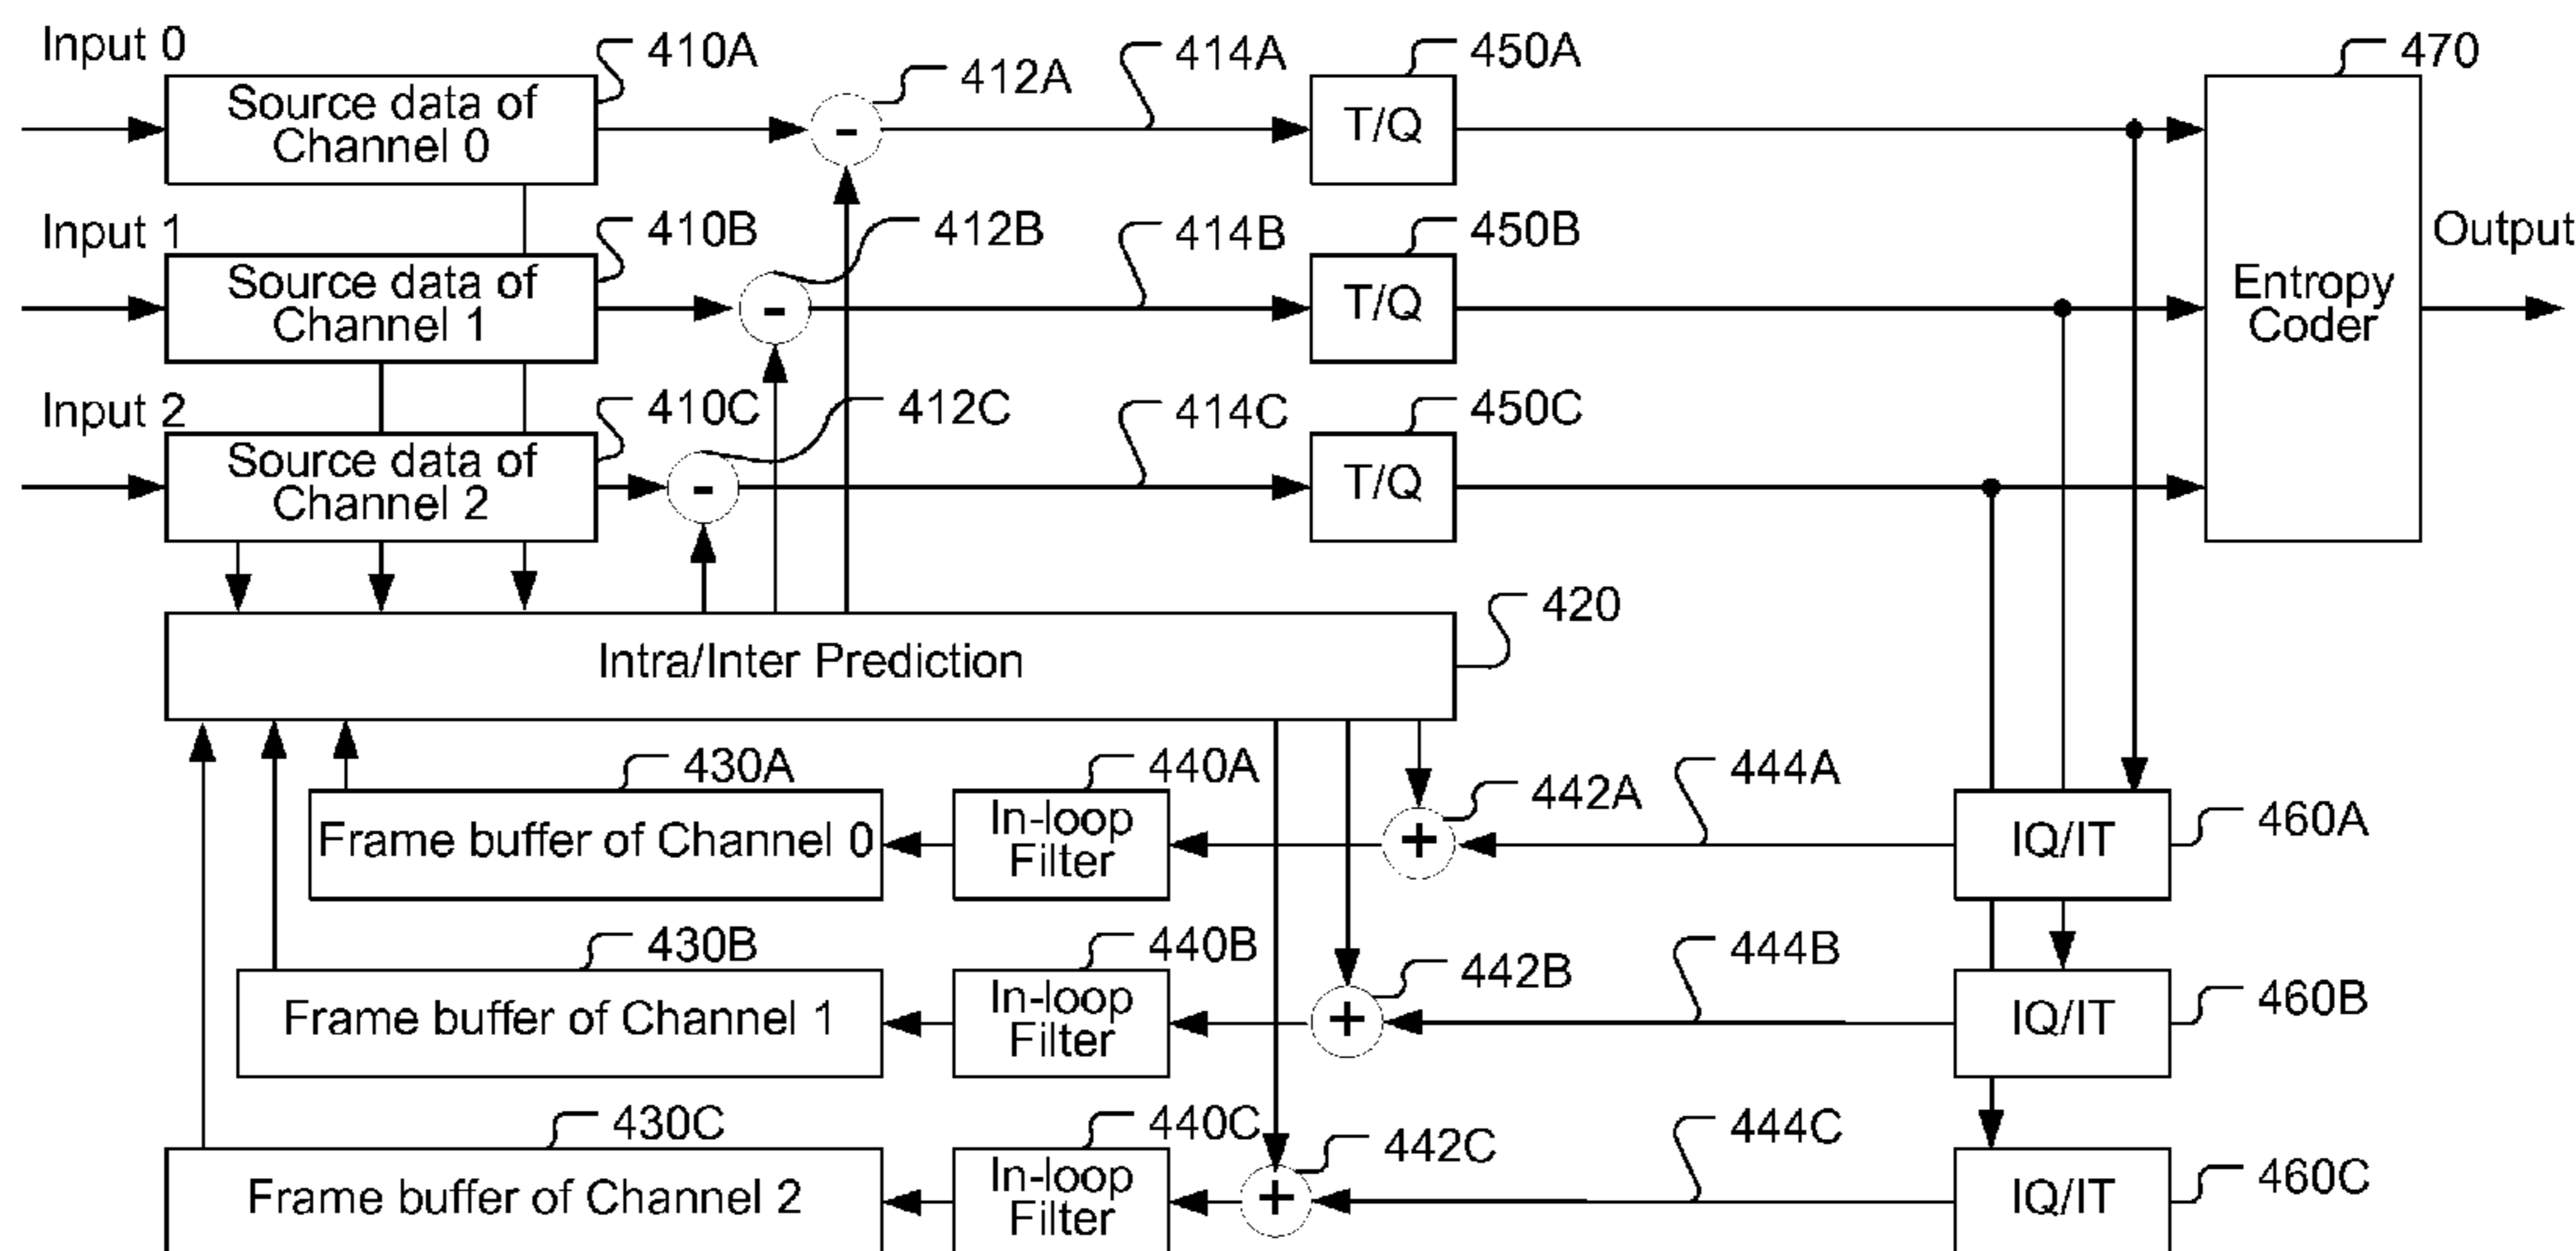 Input 0
410A
412A
414A
450A
470
Source data of
Channel 0
-
T/Q
Input 1
410B
412B
414B
450B
Output
Source data of
Channel 1
-
T/Q
Entropy
Coder
Input 2
410C
412C
414C
450C
Source data of
Channel 2
-
T/Q
420
Intra/Inter Prediction
430A
440A
442A
444A
460A
Frame buffer of Channel 0
In-loop
Filter
+
IQ/IT
430B
440B
442B
444B
460B
Frame buffer of Channel 1
In-loop
Filter
+
IQ/IT
430C
440C
442C
444C
460C
Frame buffer of Channel 2
In-loop
Filter
+
IQ/IT